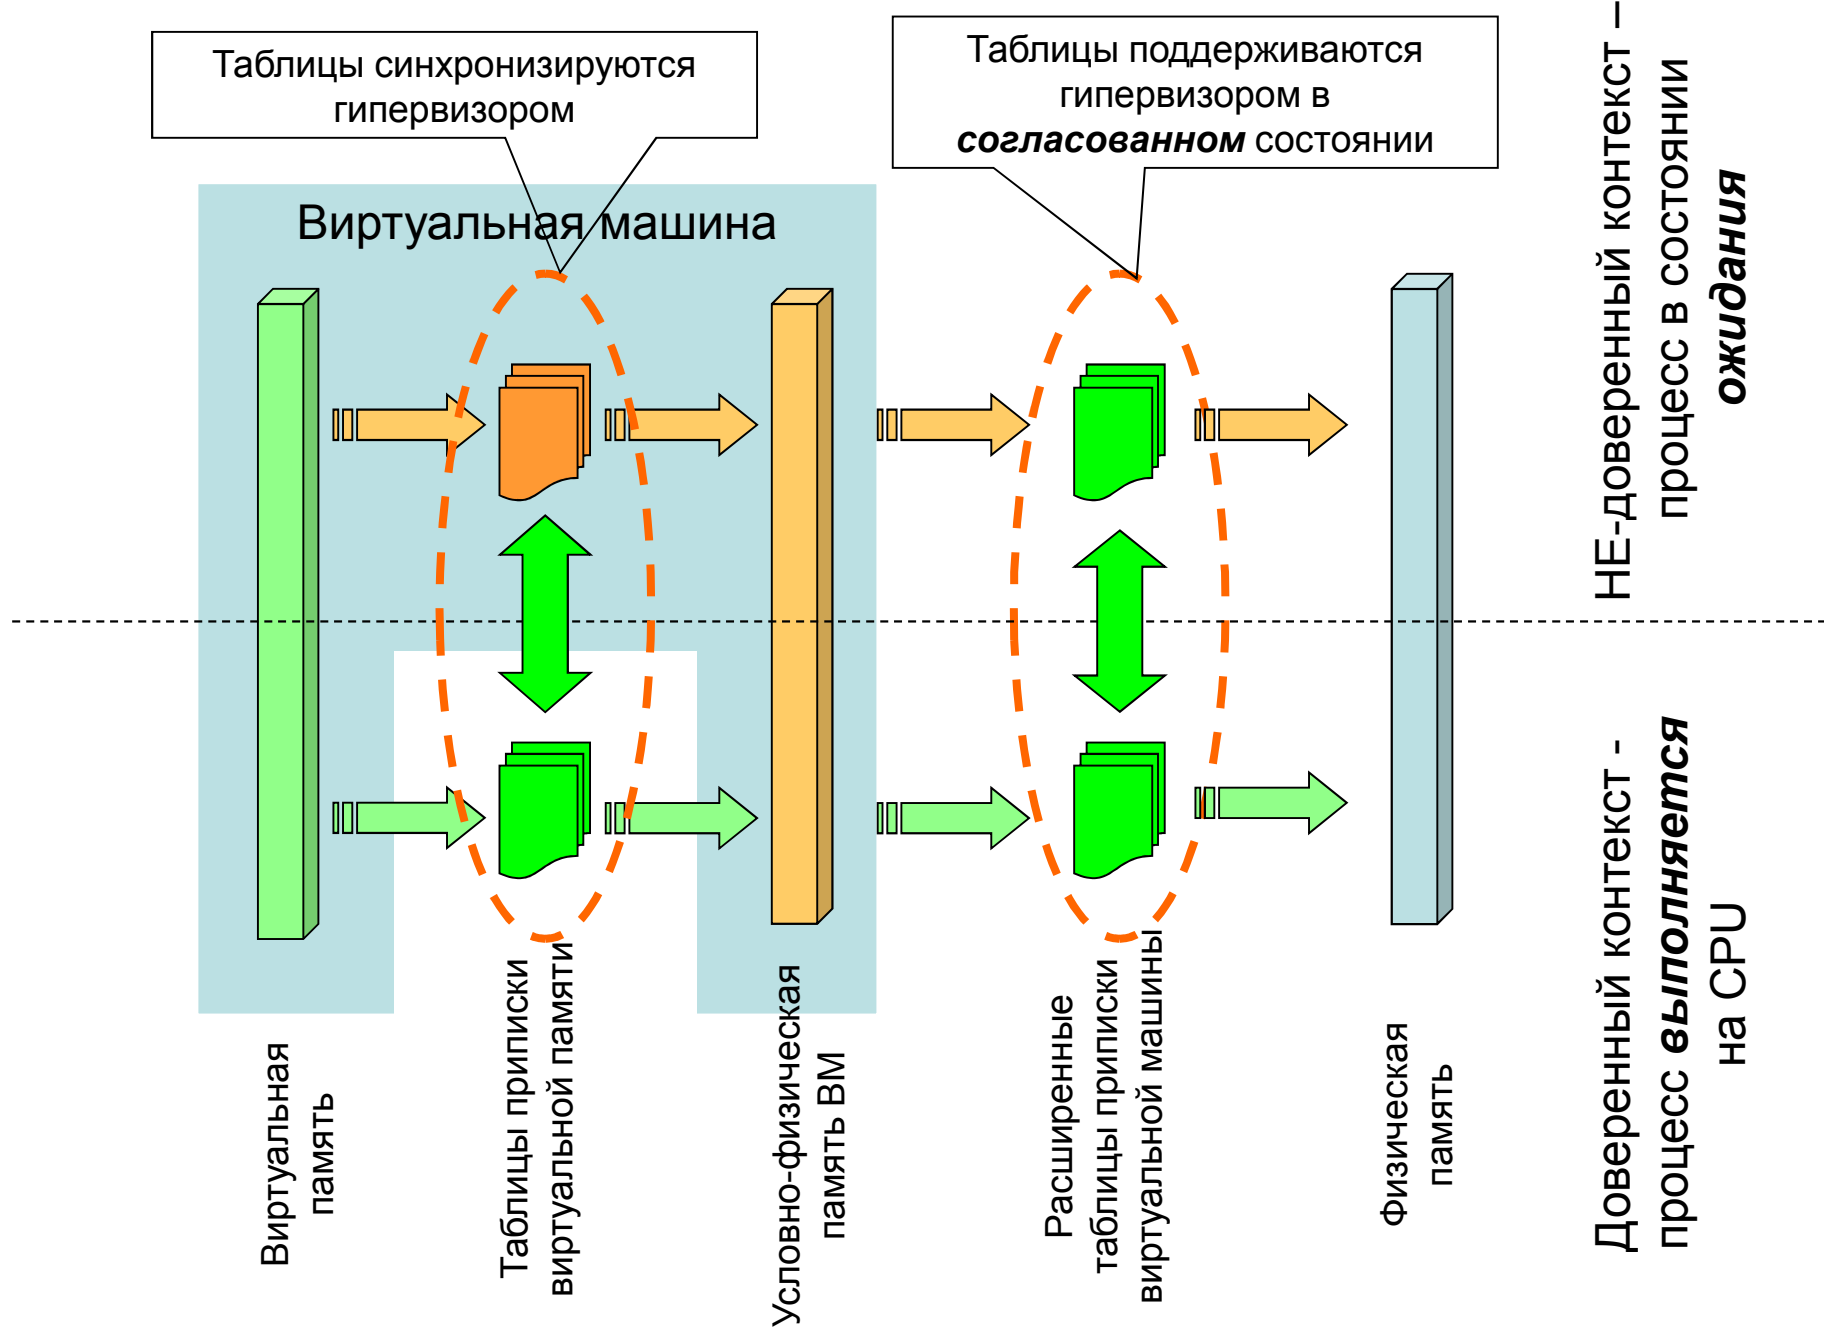 Таблицы синхронизируются
гипервизором
Таблицы поддерживаются
гипервизором в
согласованном состоянии
Виртуальная машина
НЕ-доверенный контекст –
процесс в состоянии
ожидания
Доверенный контекст -
процесс выполняется
на CPU
Виртуальная
память
Таблицы приписки
виртуальной памяти
Условно-физическая
память ВМ
Расширенные
таблицы приписки
виртуальной машины
Физическая
память